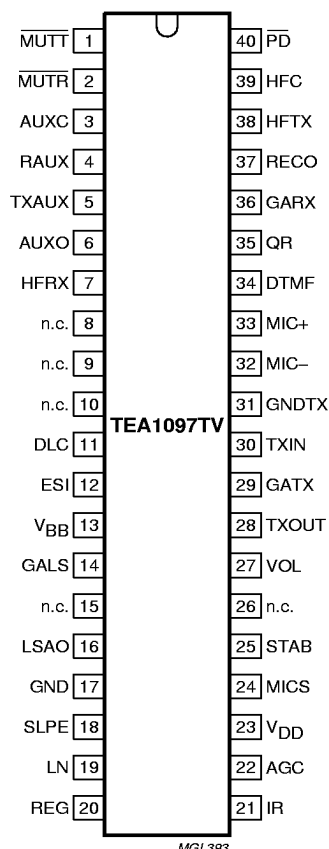 MUTT 1 40 PD
MUTR 2 39 HFC
AUXC 3 38 HFTX
RAUX 4 37 RECO
TXAUX 5 36 GARX
AUXO 6 35 QR
HFRX 7 34 DTMF
n.c. 8 33 MIC+
n.c. 9 32 MIC−
n.c. 10 31 GNDTX
TEA1097TV
DLC 11 30 TXIN
ESI 12 29 GATX
VBB 13 28 TXOUT
GALS 14 27 VOL
n.c. 15 26 n.c.
LSAO 16 25 STAB
GND 17 24 MICS
SLPE 18 23 VDD
LN 19 22 AGC
REG 20 21 IR
MGL393